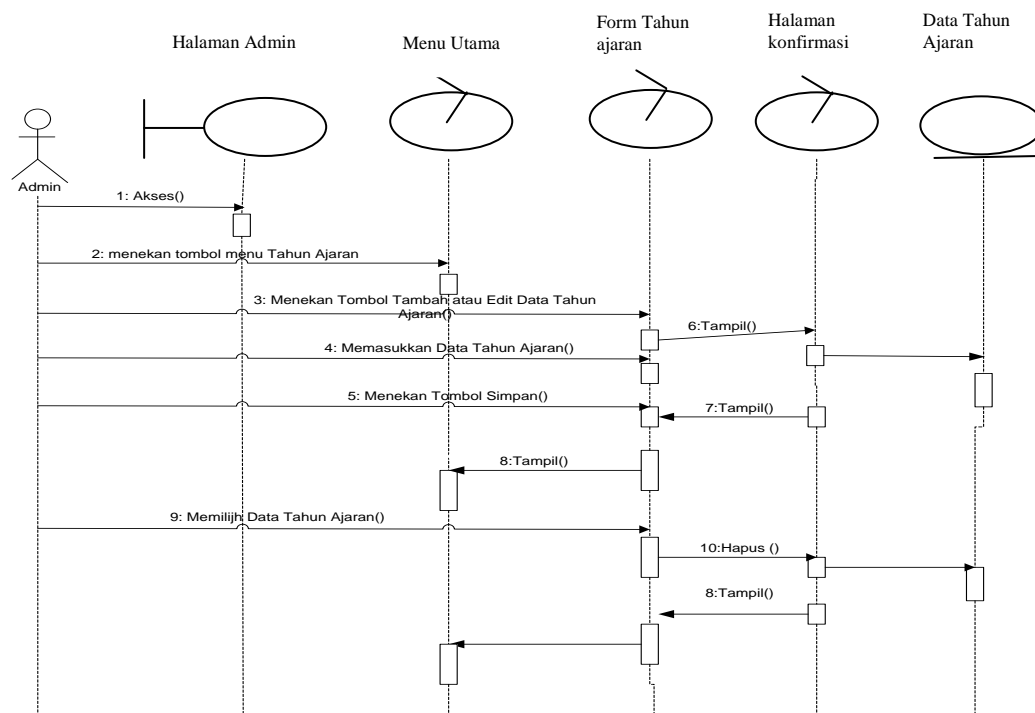 Halaman Admin
Menu Utama
Form Tahun
ajaran
Halaman
konfirmasi
Data Tahun
Ajaran
Admin
1: Akses()
2: menekan tombol menu Tahun Ajaran
3: Menekan Tombol Tambah atau Edit Data Tahun
Ajaran()
6:Tampil()
4: Memasukkan Data Tahun Ajaran()
5: Menekan Tombol Simpan()
7:Tampil()
8:Tampil()
9: Memilijh Data Tahun Ajaran()
10:Hapus ()
8:Tampil()